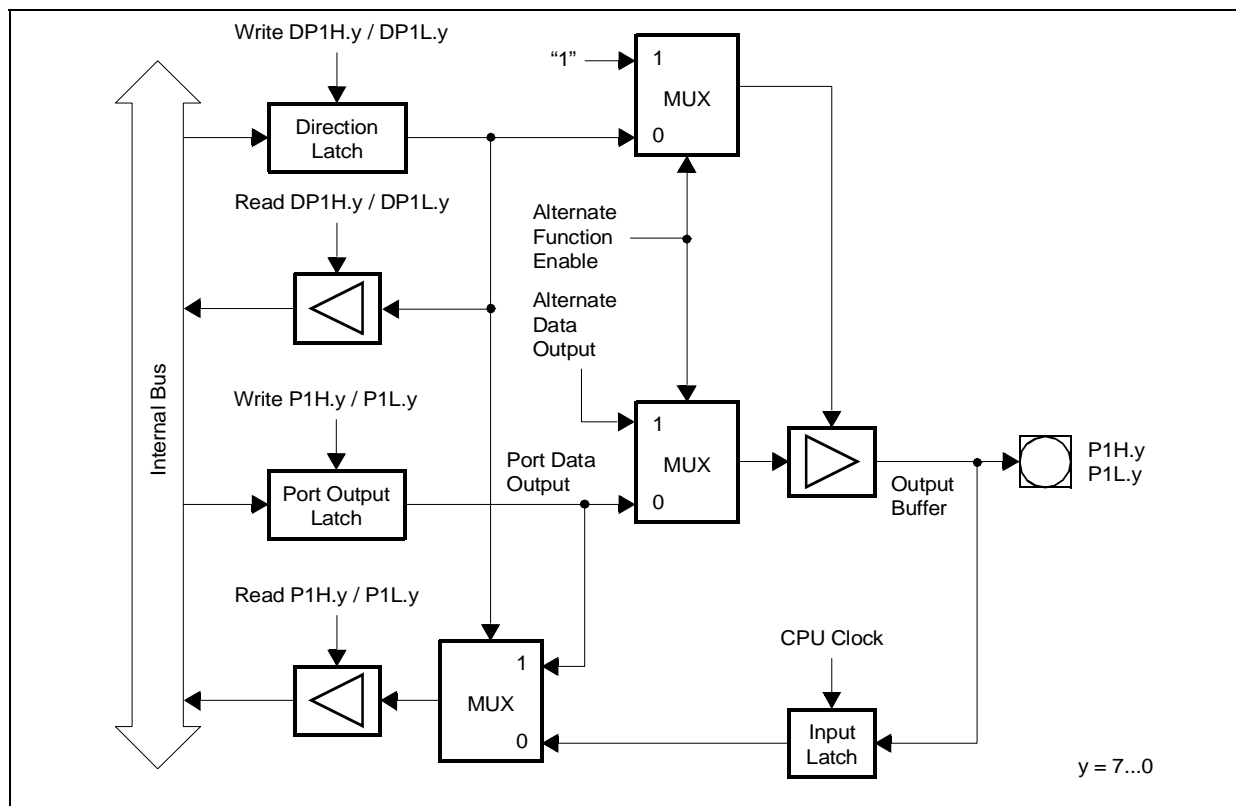 Write DP1H.y / DP1L.y
“1”
1
MUX
0
Direction
Latch
Read DP1H.y / DP1L.y
Alternate
Function
Enable
Alternate
Data
Output
Internal Bus
Write P1H.y / P1L.y
Port Output
Latch
Port Data
Output
1
MUX
0
Output
Buffer
P1H.y
P1L.y
Read P1H.y / P1L.y
1
MUX
0
CPU Clock
Input
Latch
y = 7...0